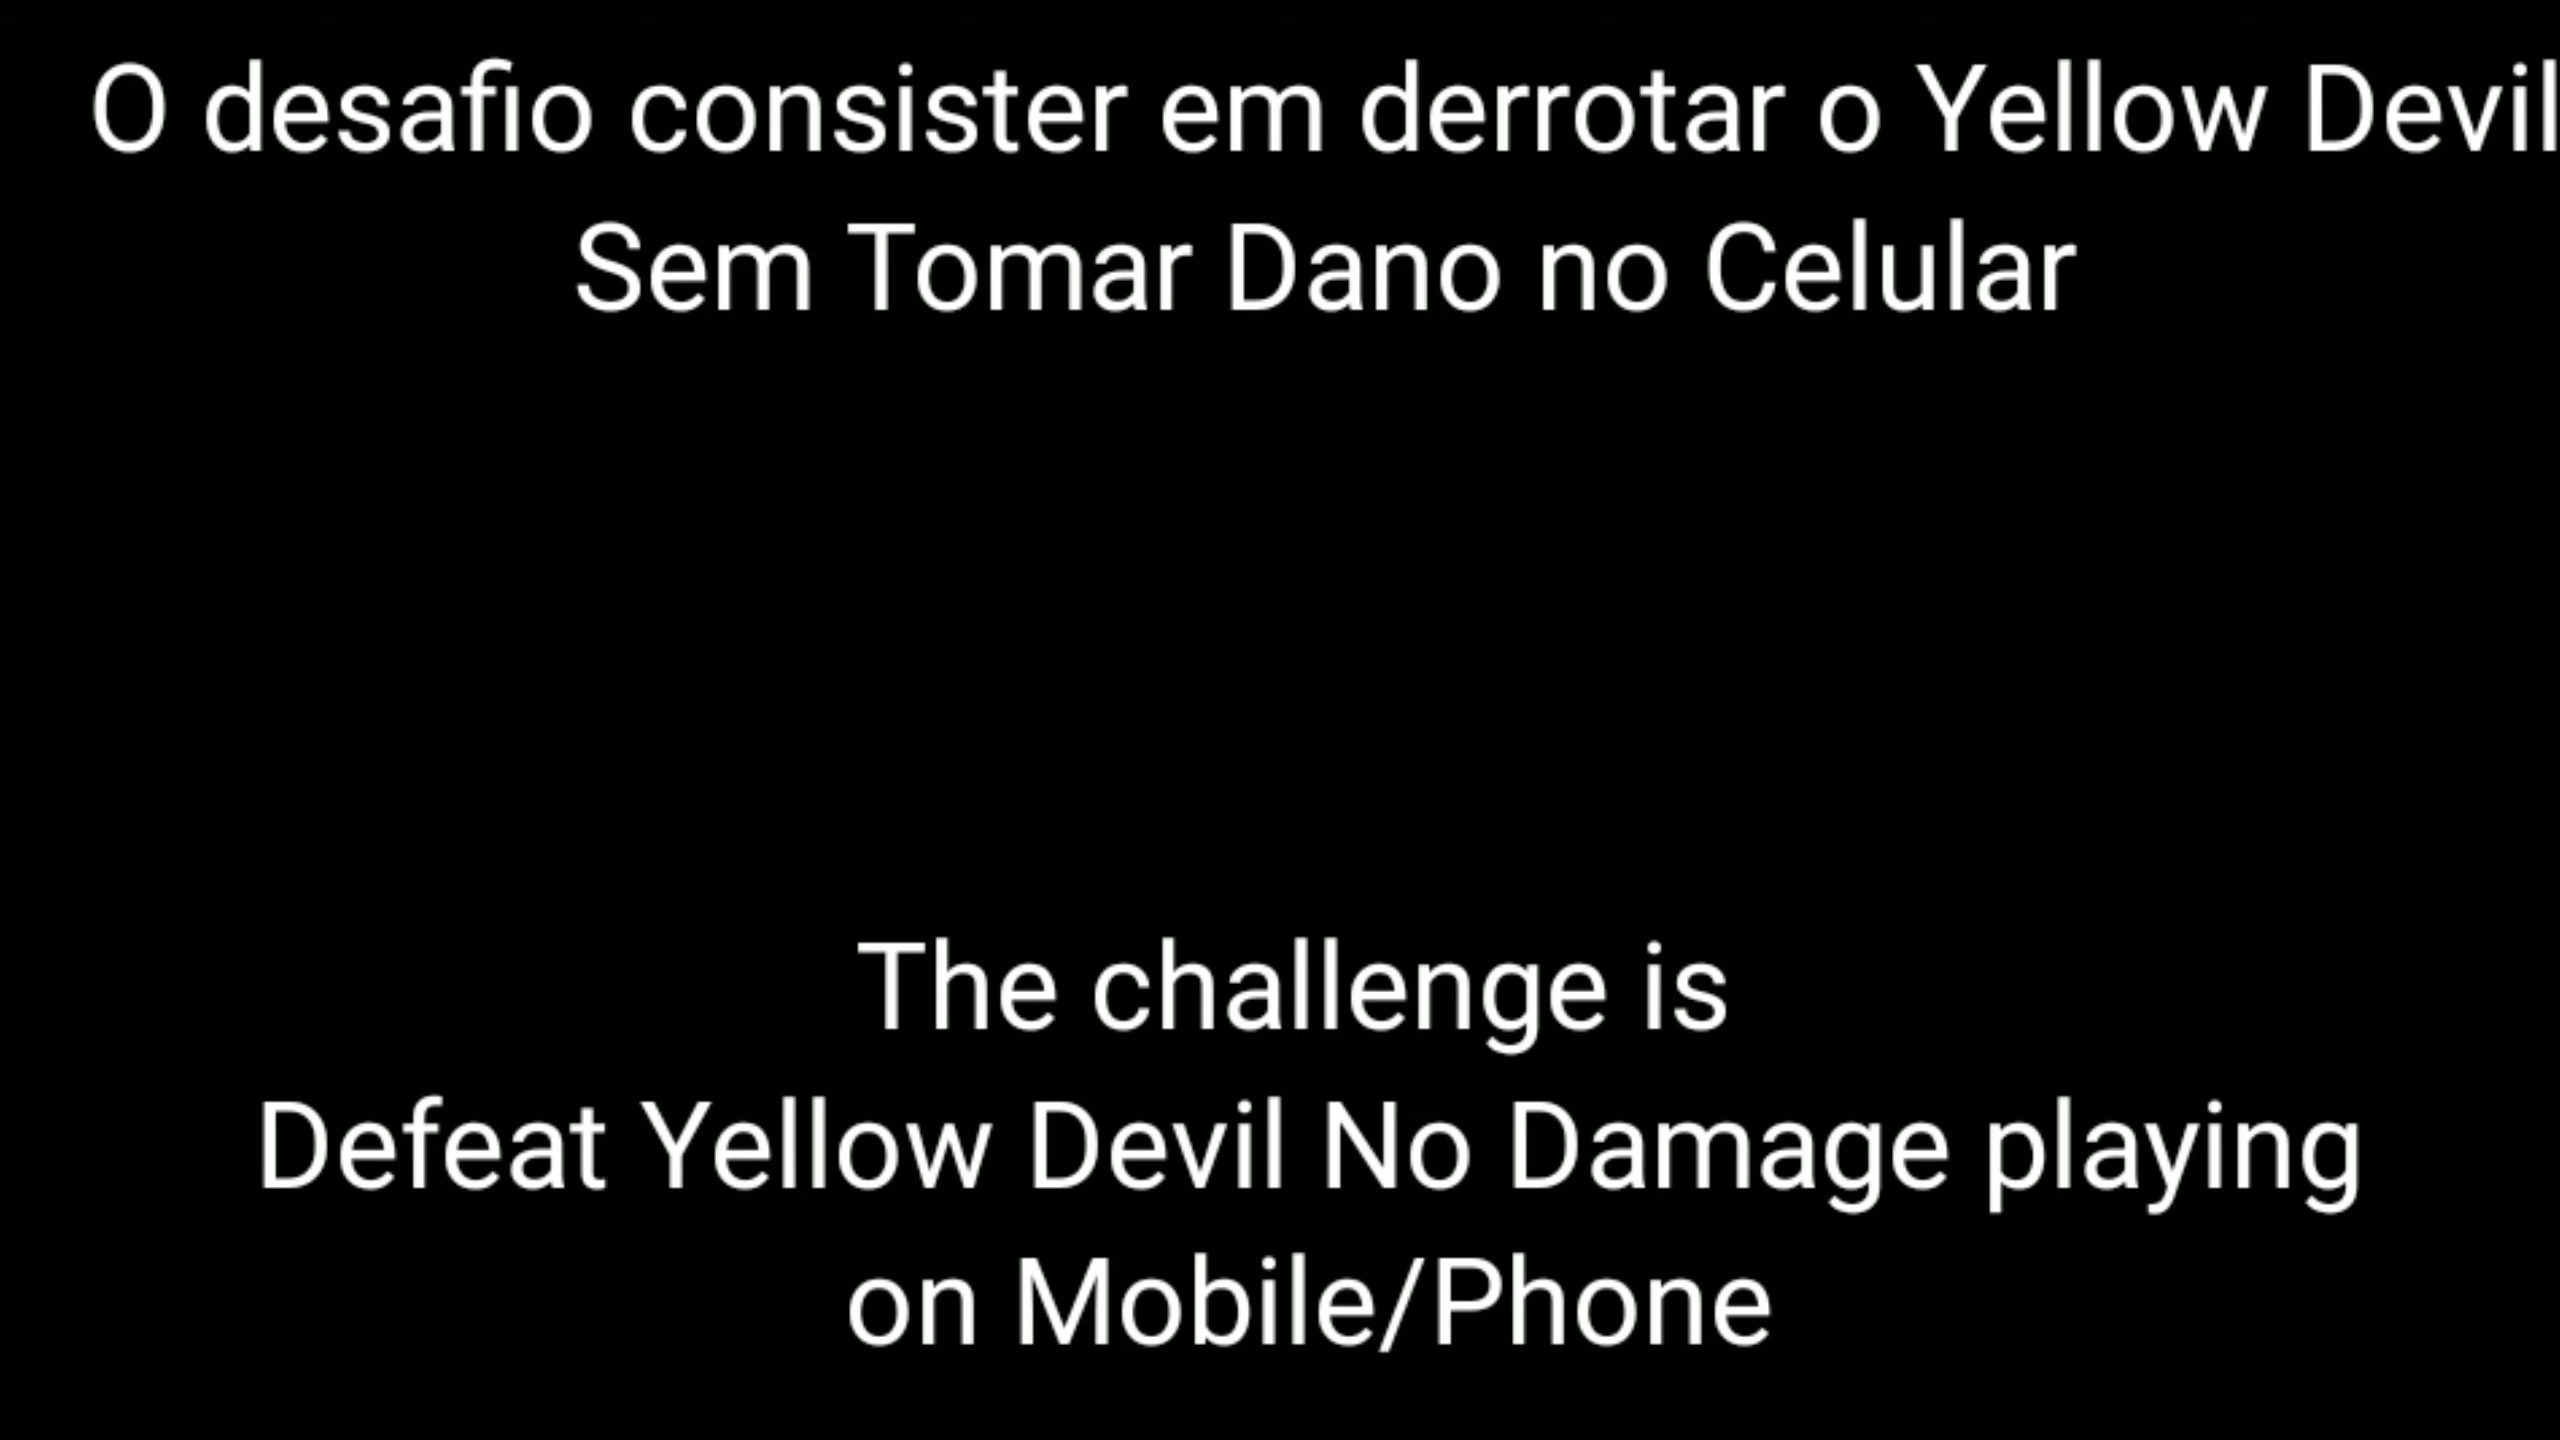 O desafio consister em derrotar o Yellow Devil
Sem Tomar Dano no Celular
The challenge is
Defeat Yellow Devil No Damage playing
on Mobile/Phone